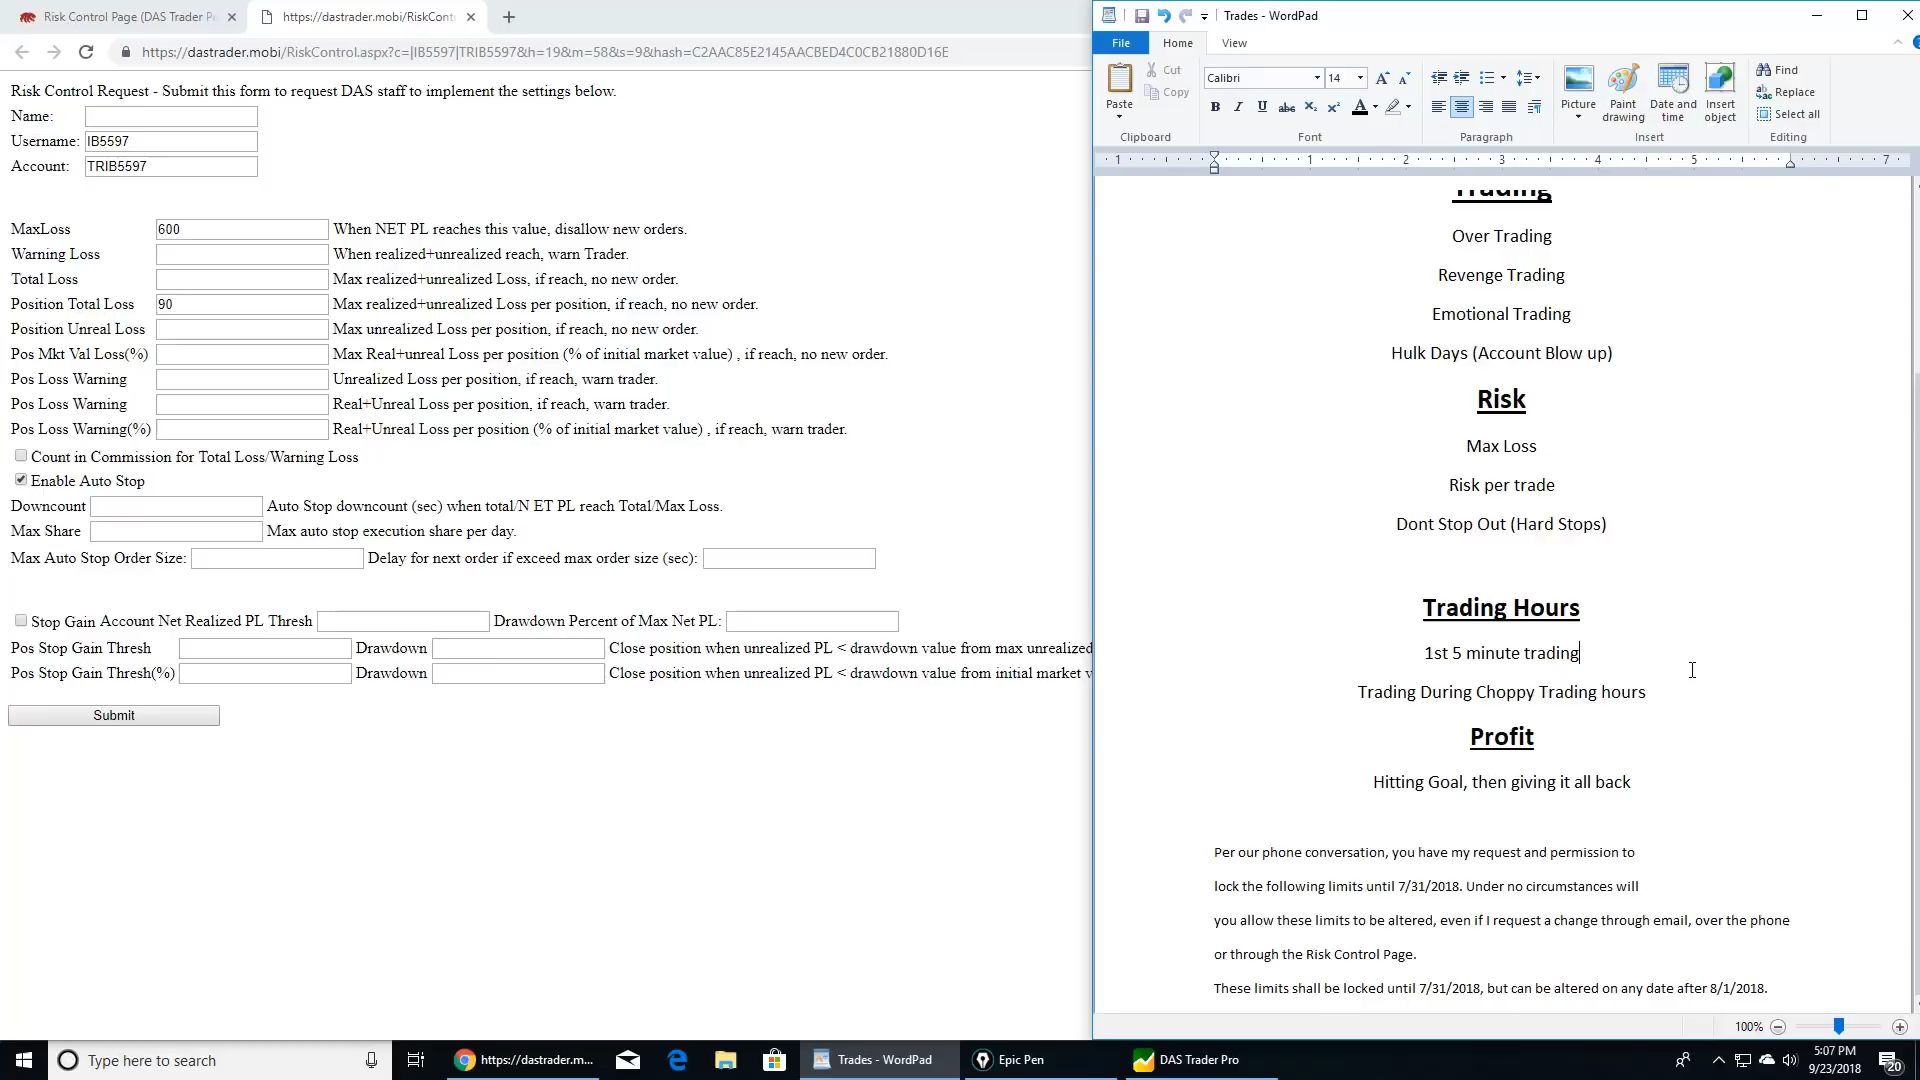 Risk Control Page (DAS Trader P
https://dastrader.mobi/RiskCont
https://dastrader.mobi/RiskControl.aspx?c=|IB5597|TRIB5597&h=19&m=58&s=9&hash=C2AAC85E2145AACBED4C0CB21880D16E
Risk Control Request - Submit this form to request DAS staff to implement the settings below.
Name:
Username: IB5597
Account: TRIB5597
MaxLoss 600 When NET PL reaches this value, disallow new orders.
Warning Loss When realized+unrealized reach, warn Trader.
Total Loss Max realized+unrealized Loss, if reach, no new order.
Position Total Loss 90 Max realized+unrealized Loss per position, if reach, no new order.
Position Unreal Loss Max unrealized Loss per position, if reach, no new order.
Pos Mkt Val Loss(%) Max Real+unreal Loss per position (% of initial market value) , if reach, no new order.
Pos Loss Warning Unrealized Loss per position, if reach, warn trader.
Pos Loss Warning Real+Unreal Loss per position, if reach, warn trader.
Pos Loss Warning(%) Real+Unreal Loss per position (% of initial market value) , if reach, warn trader.
Count in Commission for Total Loss/Warning Loss
Enable Auto Stop
Downcount Auto Stop downcount (sec) when total/N ET PL reach Total/Max Loss.
Max Share Max auto stop execution share per day.
Max Auto Stop Order Size: Delay for next order if exceed max order size (sec):
Stop Gain Account Net Realized PL Thresh Drawdown Percent of Max Net PL:
Pos Stop Gain Thresh Drawdown Close position when unrealized PL < drawdown value from max unrealized
Pos Stop Gain Thresh(%) Drawdown Close position when unrealized PL < drawdown value from initial market v
Submit
Trades - WordPad
File Home View
Paste Cut Copy
Clipboard
Calibri 14
Font
Paragraph
Picture Paint drawing Date and time Insert object
Insert
Find
Replace
Select all
Editing
1 1 2 3 4 5 7
Trading
Over Trading
Revenge Trading
Emotional Trading
Hulk Days (Account Blow up)
Risk
Max Loss
Risk per trade
Dont Stop Out (Hard Stops)
Trading Hours
1st 5 minute trading
Trading During Choppy Trading hours
Profit
Hitting Goal, then giving it all back
Per our phone conversation, you have my request and permission to
lock the following limits until 7/31/2018. Under no circumstances will
you allow these limits to be altered, even if I request a change through email, over the phone
or through the Risk Control Page.
These limits shall be locked until 7/31/2018, but can be altered on any date after 8/1/2018.
100%
Type here to search
https://dastrader.m...
Trades - WordPad
Epic Pen
DAS Trader Pro
5:07 PM
9/23/2018
20